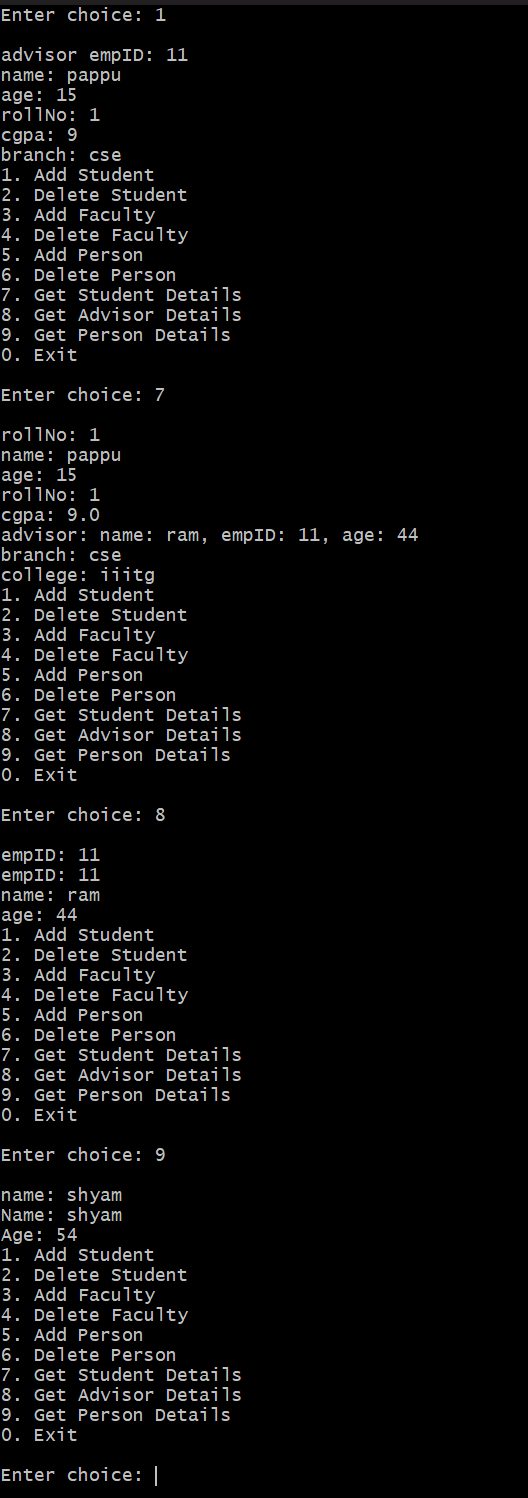 Enter choice: 1
advisor empID: 11
name: pappu
age: 15
rollNo: 1
cgpa: 9
branch: cse
1. Add Student
2. Delete Student
3. Add Faculty
4. Delete Faculty
5. Add Person
6. Delete Person
7. Get Student Details
8. Get Advisor Details
9. Get Person Details
0. Exit
Enter choice: 7
rollNo: 1
name: pappu
age: 15
rollNo: 1
cgpa: 9.0
advisor: name: ram, empID: 11, age: 44
branch: cse
college: iiitg
1. Add Student
2. Delete Student
3. Add Faculty
4. Delete Faculty
5. Add Person
6. Delete Person
7. Get Student Details
8. Get Advisor Details
9. Get Person Details
0. Exit
Enter choice: 8
empID: 11
empID: 11
name: ram
age: 44
1. Add Student
2. Delete Student
3. Add Faculty
4. Delete Faculty
5. Add Person
6. Delete Person
7. Get Student Details
8. Get Advisor Details
9. Get Person Details
0. Exit
Enter choice: 9
name: shyam
Name: shyam
Age: 54
1. Add Student
2. Delete Student
3. Add Faculty
4. Delete Faculty
5. Add Person
6. Delete Person
7. Get Student Details
8. Get Advisor Details
9. Get Person Details
0. Exit
Enter choice: